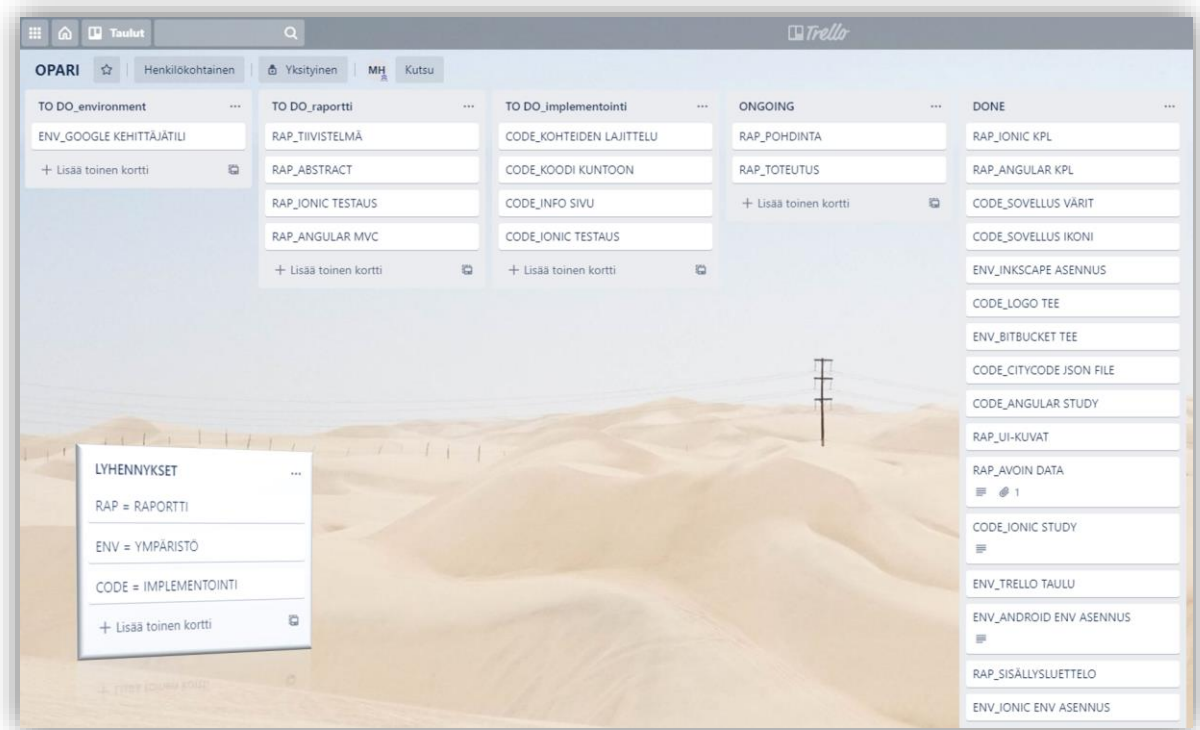 Taulut
Trello
OPARI
Henkilökohtainen
Yksityinen
MH
Kutsu
TO DO_environment
ENV_GOOGLE KEHITTÄJÄTILI
+ Lisää toinen kortti
TO DO_raportti
RAP_TIIVISTELMÄ
RAP_ABSTRACT
RAP_IONIC TESTAUS
RAP_ANGULAR MVC
+ Lisää toinen kortti
TO DO_implementointi
CODE_KOHTEIDEN LAJITTELU
CODE_KOODI KUNTOON
CODE_INFO SIVU
CODE_IONIC TESTAUS
+ Lisää toinen kortti
ONGOING
RAP_POHDINTA
RAP_TOTEUTUS
+ Lisää toinen kortti
DONE
RAP_IONIC KPL
RAP_ANGULAR KPL
CODE_SOVELLUS VÄRIT
CODE_SOVELLUS IKONI
ENV_INKSCAPE ASENNUS
CODE_LOGO TEE
ENV_BITBUCKET TEE
CODE_CITYCODE JSON FILE
CODE_ANGULAR STUDY
RAP_UI-KUVAT
RAP_AVOIN DATA
1
CODE_IONIC STUDY
ENV_TRELLO TAULU
ENV_ANDROID ENV ASENNUS
RAP_SISÄLLYSLUETTELO
ENV_IONIC ENV ASENNUS
LYHENNYKSET
RAP = RAPORTTI
ENV = YMPÄRISTÖ
CODE = IMPLEMENTOINTI
+ Lisää toinen kortti